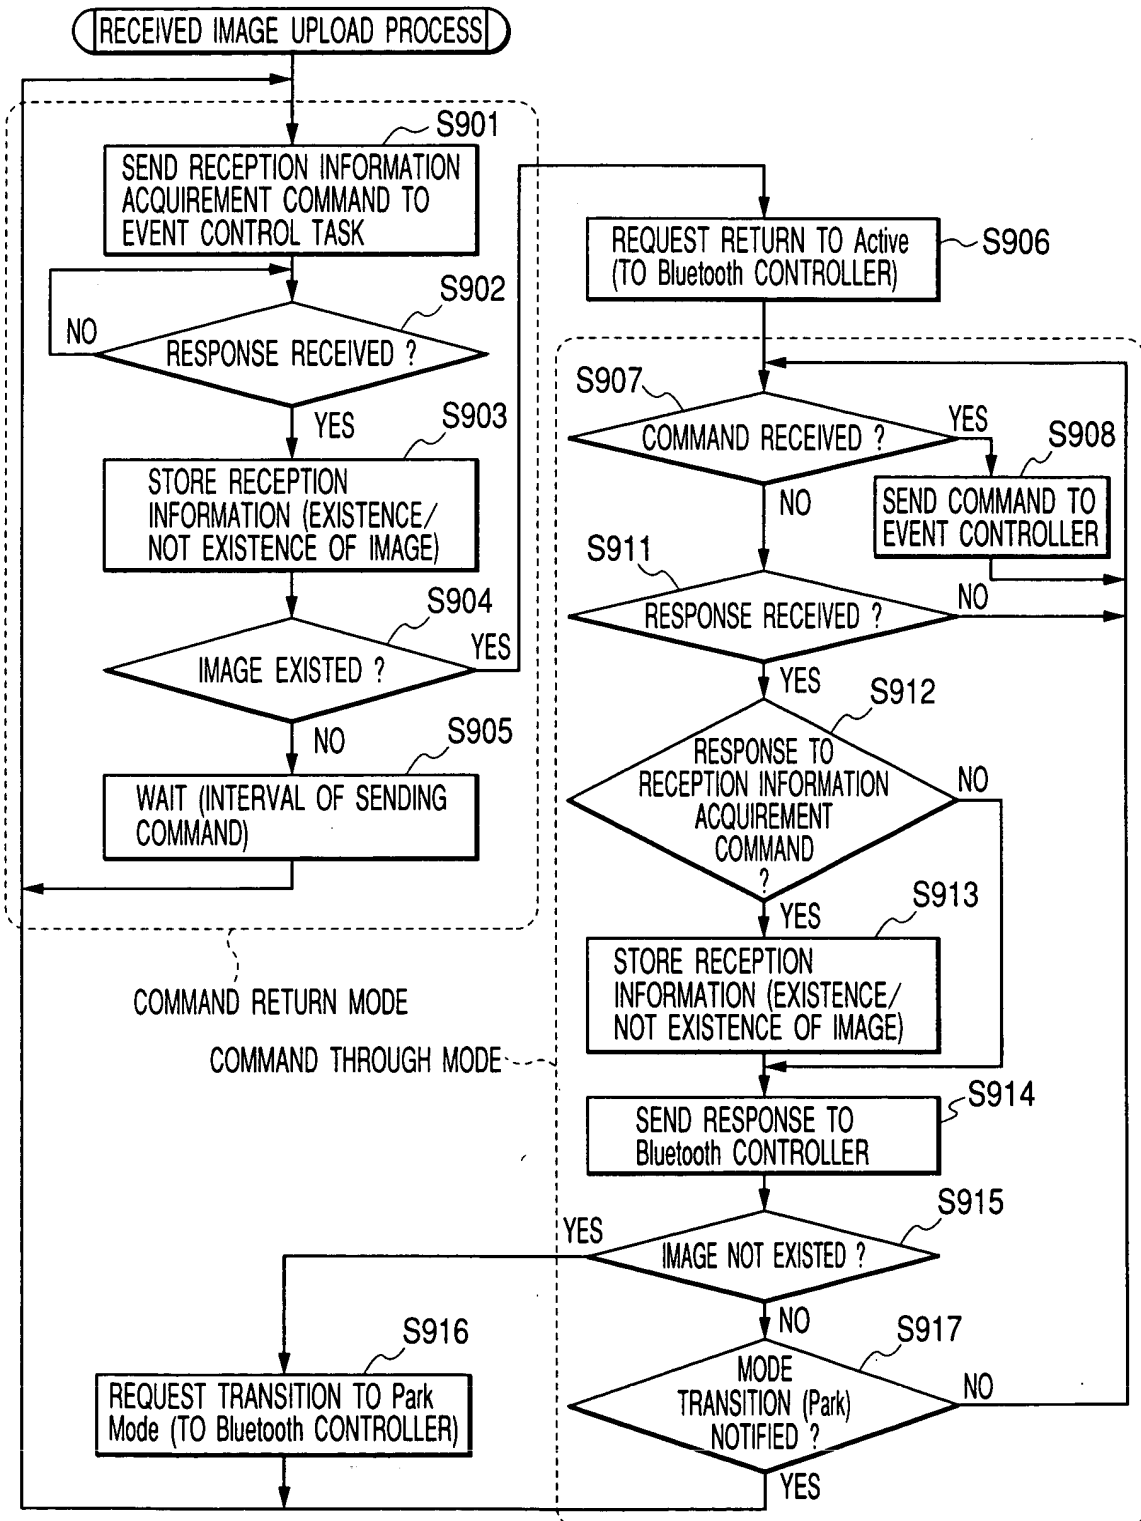 RECEIVED IMAGE UPLOAD PROCESS
S901
SEND RECEPTION INFORMATION
ACQUIREMENT COMMAND TO
EVENT CONTROL TASK
S902
NO
RESPONSE RECEIVED ?
YES
S903
STORE RECEPTION
INFORMATION (EXISTENCE/
NOT EXISTENCE OF IMAGE)
S904
IMAGE EXISTED ?
YES
NO
S905
WAIT (INTERVAL OF SENDING
COMMAND)
COMMAND RETURN MODE
REQUEST RETURN TO Active
(TO Bluetooth CONTROLLER)
S906
S907
COMMAND RECEIVED ?
YES
S908
SEND COMMAND TO
EVENT CONTROLLER
NO
S911
RESPONSE RECEIVED ?
NO
YES
S912
RESPONSE TO
RECEPTION INFORMATION
ACQUIREMENT
COMMAND
?
NO
YES
S913
STORE RECEPTION
INFORMATION (EXISTENCE/
NOT EXISTENCE OF IMAGE)
COMMAND THROUGH MODE
S914
SEND RESPONSE TO
Bluetooth CONTROLLER
S915
YES
IMAGE NOT EXISTED ?
NO
S916
REQUEST TRANSITION TO Park
Mode (TO Bluetooth CONTROLLER)
S917
MODE
TRANSITION (Park)
NOTIFIED ?
NO
YES